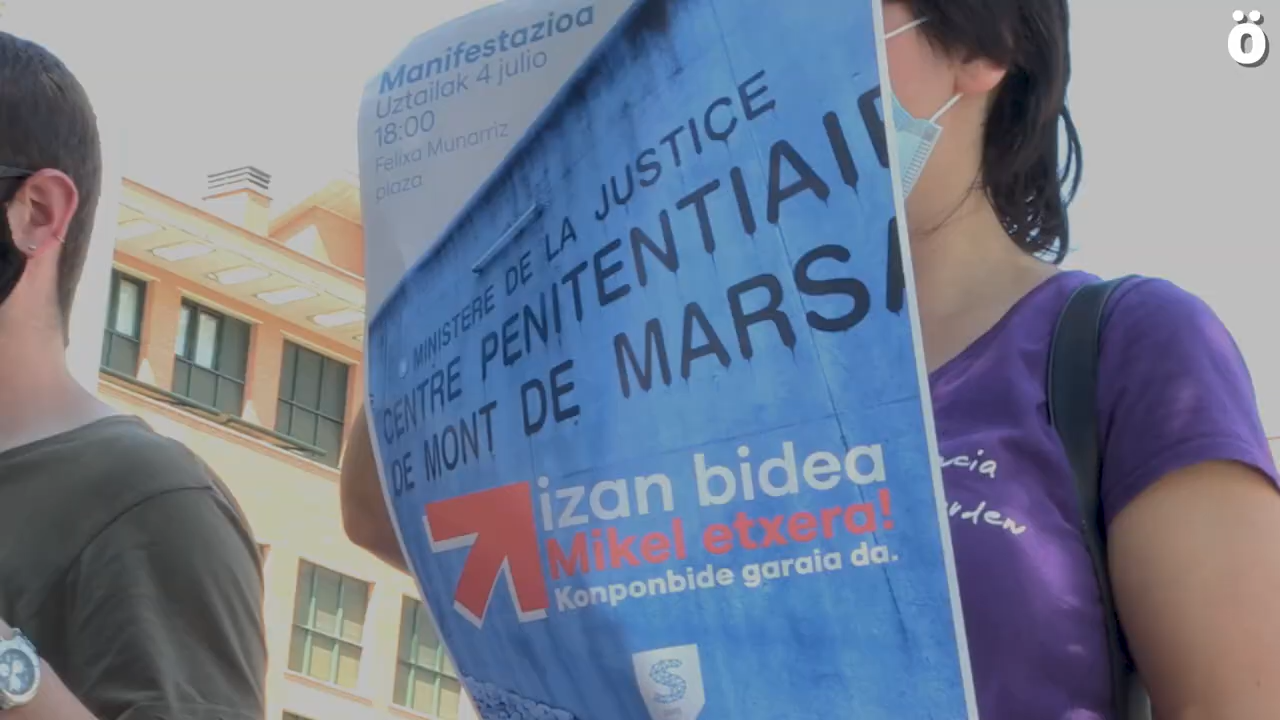 Manifestazioa
Uztailak 4 julio
18:00
Felixa Munarriz
plaza
MINISTERE DE LA JUSTICE
CENTRE PENITENTIAIR
DE MONT DE MARSA
izan bidea
Mikel etxera!
Konponbide garaia da.
S
ö